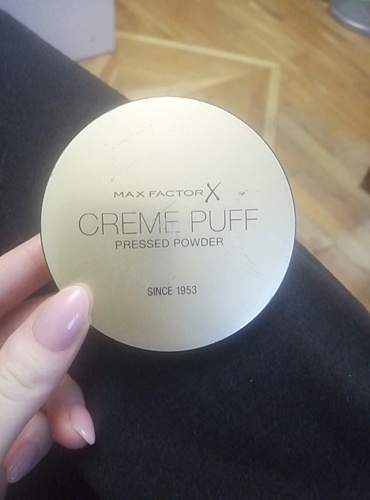 MAX FACTOR X
CREME PUFF
PRESSED POWDER
SINCE 1953